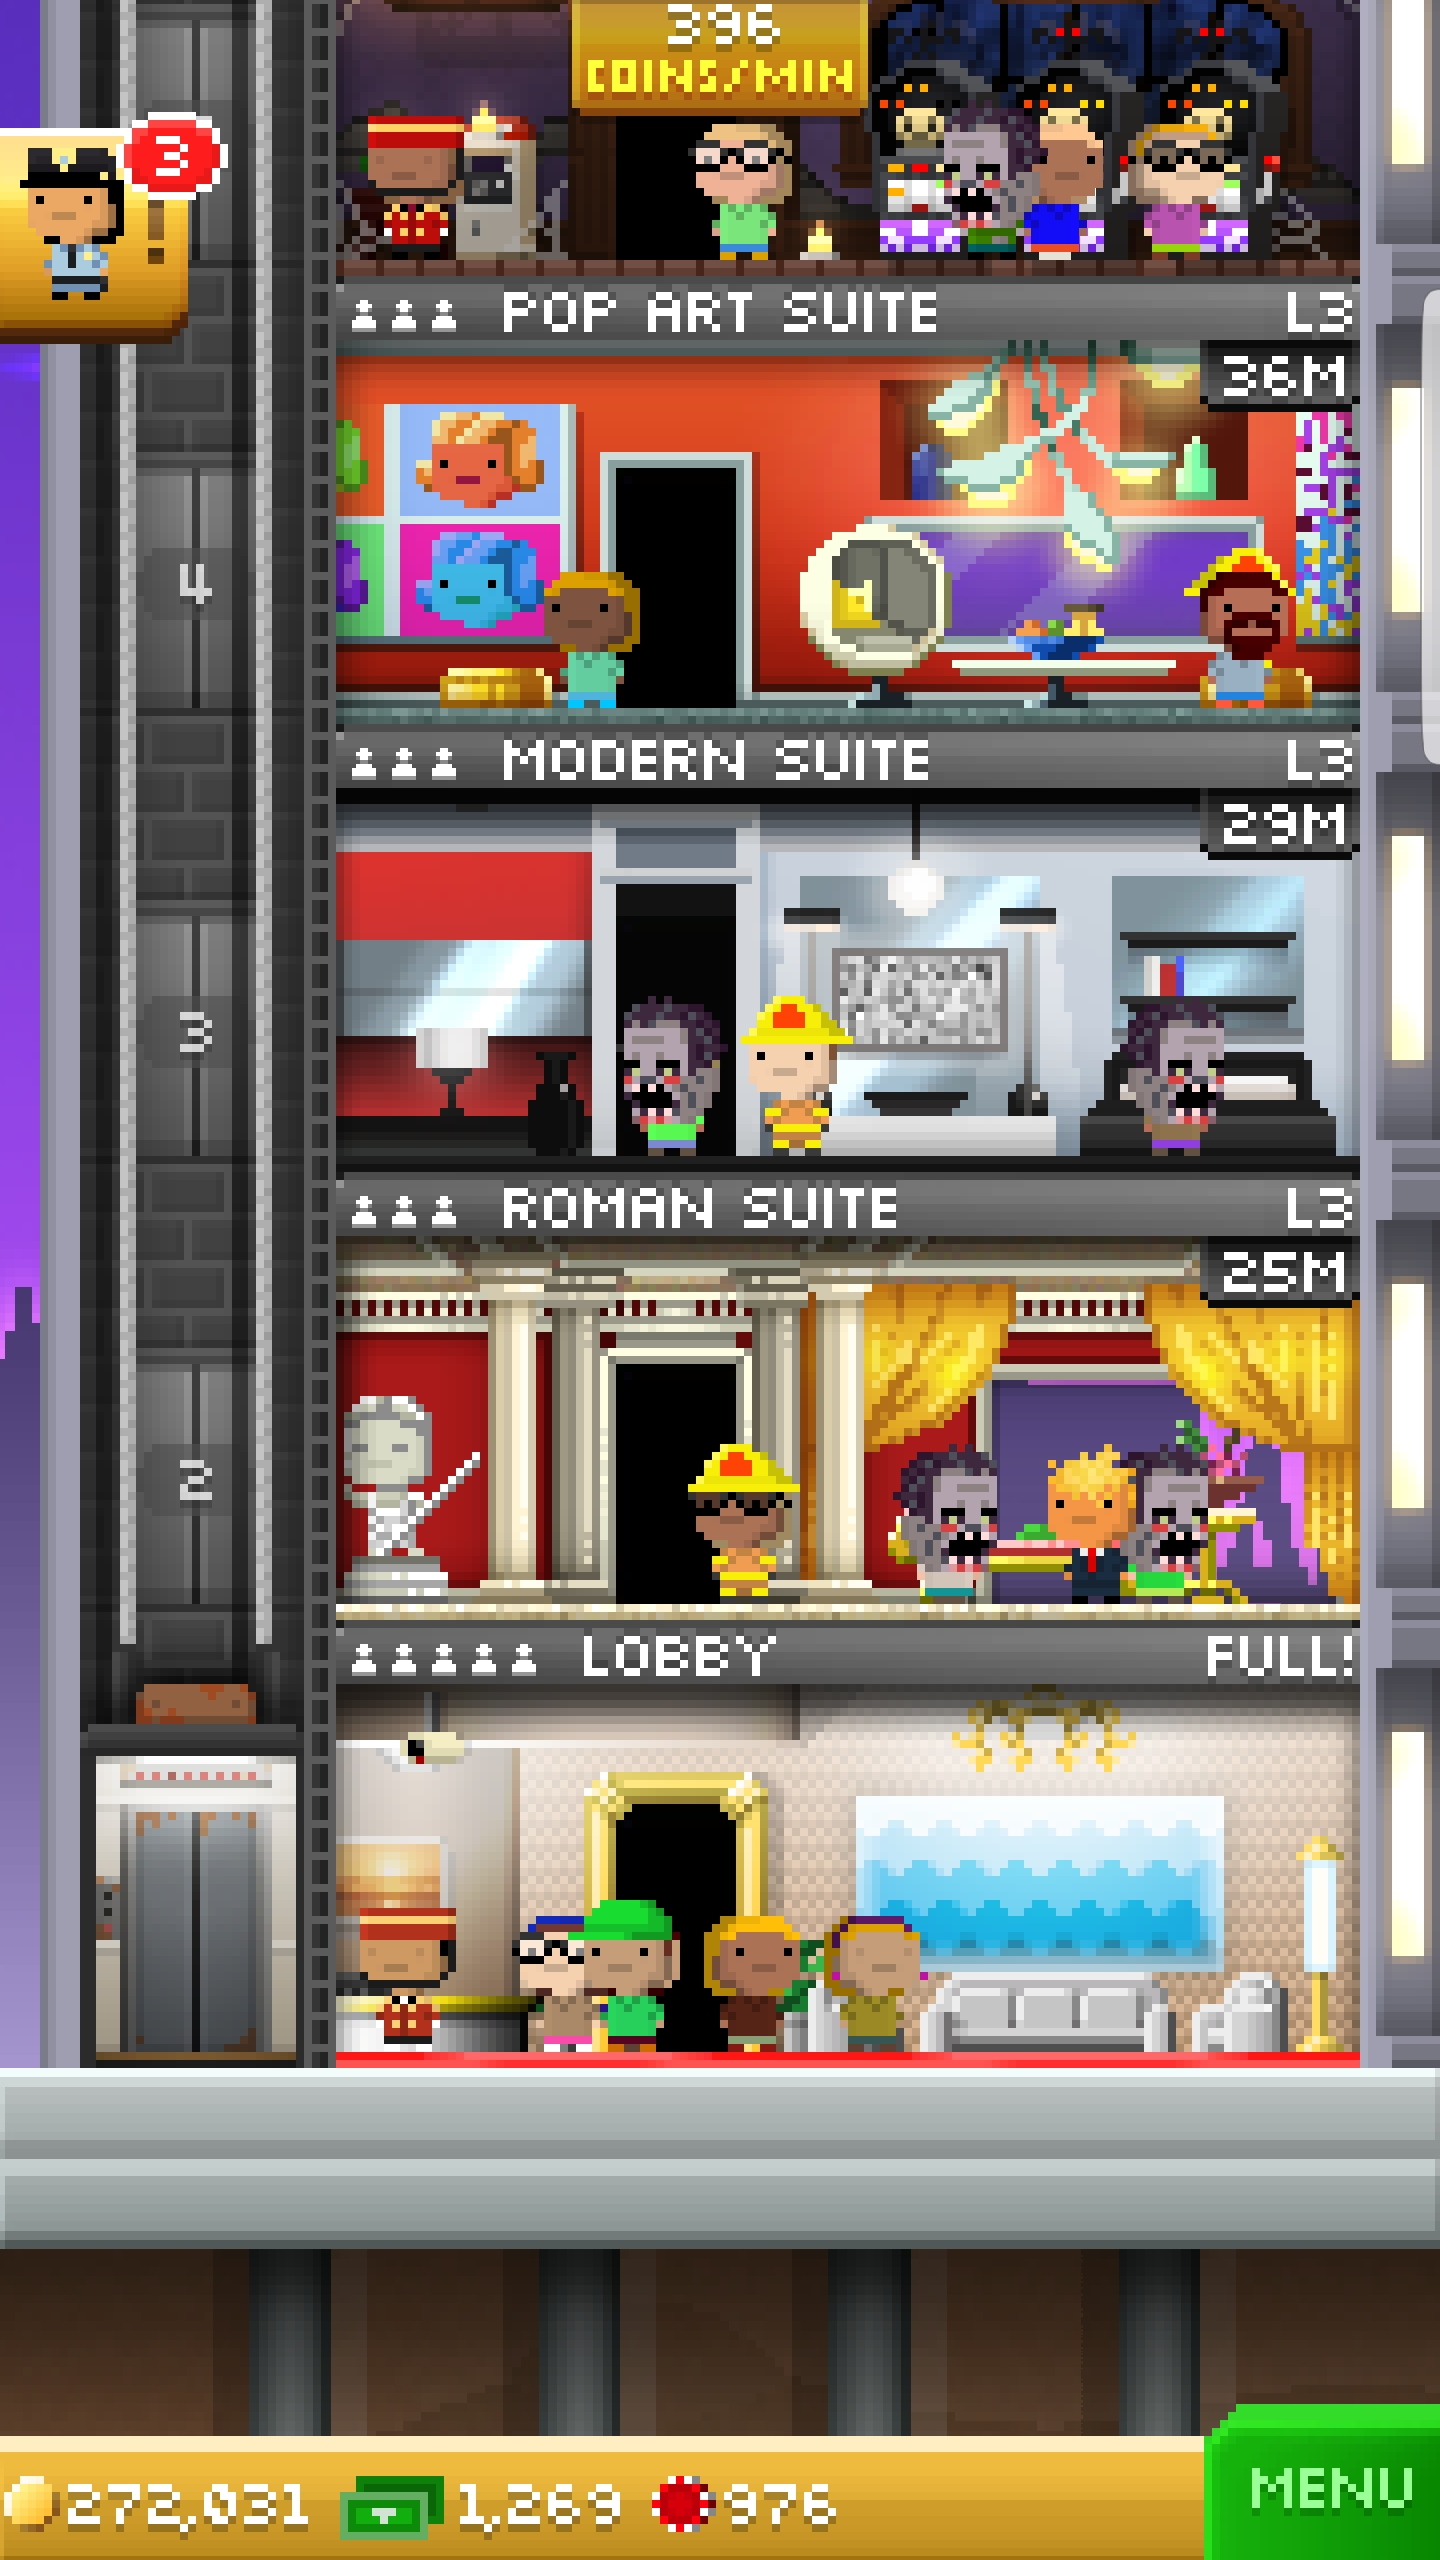 396
COINS/MIN
3
POP ART SUITE L3
36M
4
MODERN SUITE L3
29M
3
ROMAN SUITE L3
25M
2
LOBBY FULL!
272,031 1,269 976
MENU